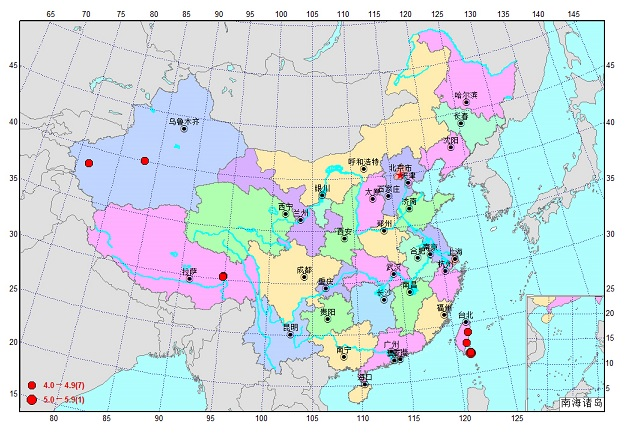 65 70 75 80 85 90 95 100 105 110 115 120 125 130 135 140 145
45
40
35
30
25
20
15
45
40
35
30
25
20
15
10
5
80 85 90 95 100 105 110 115 120 125
哈尔滨
长春
乌鲁木齐
沈阳
呼和浩特
北京市
天津
银川
太原
石家庄
济南
西宁
兰州
西安
郑州
合肥
南京
上海
杭州
拉萨
成都
重庆
武汉
长沙
南昌
贵阳
福州
台北
昆明
南宁
广州
海口
4.0 - 4.9(7)
5.0 - 5.9(1)
南海诸岛